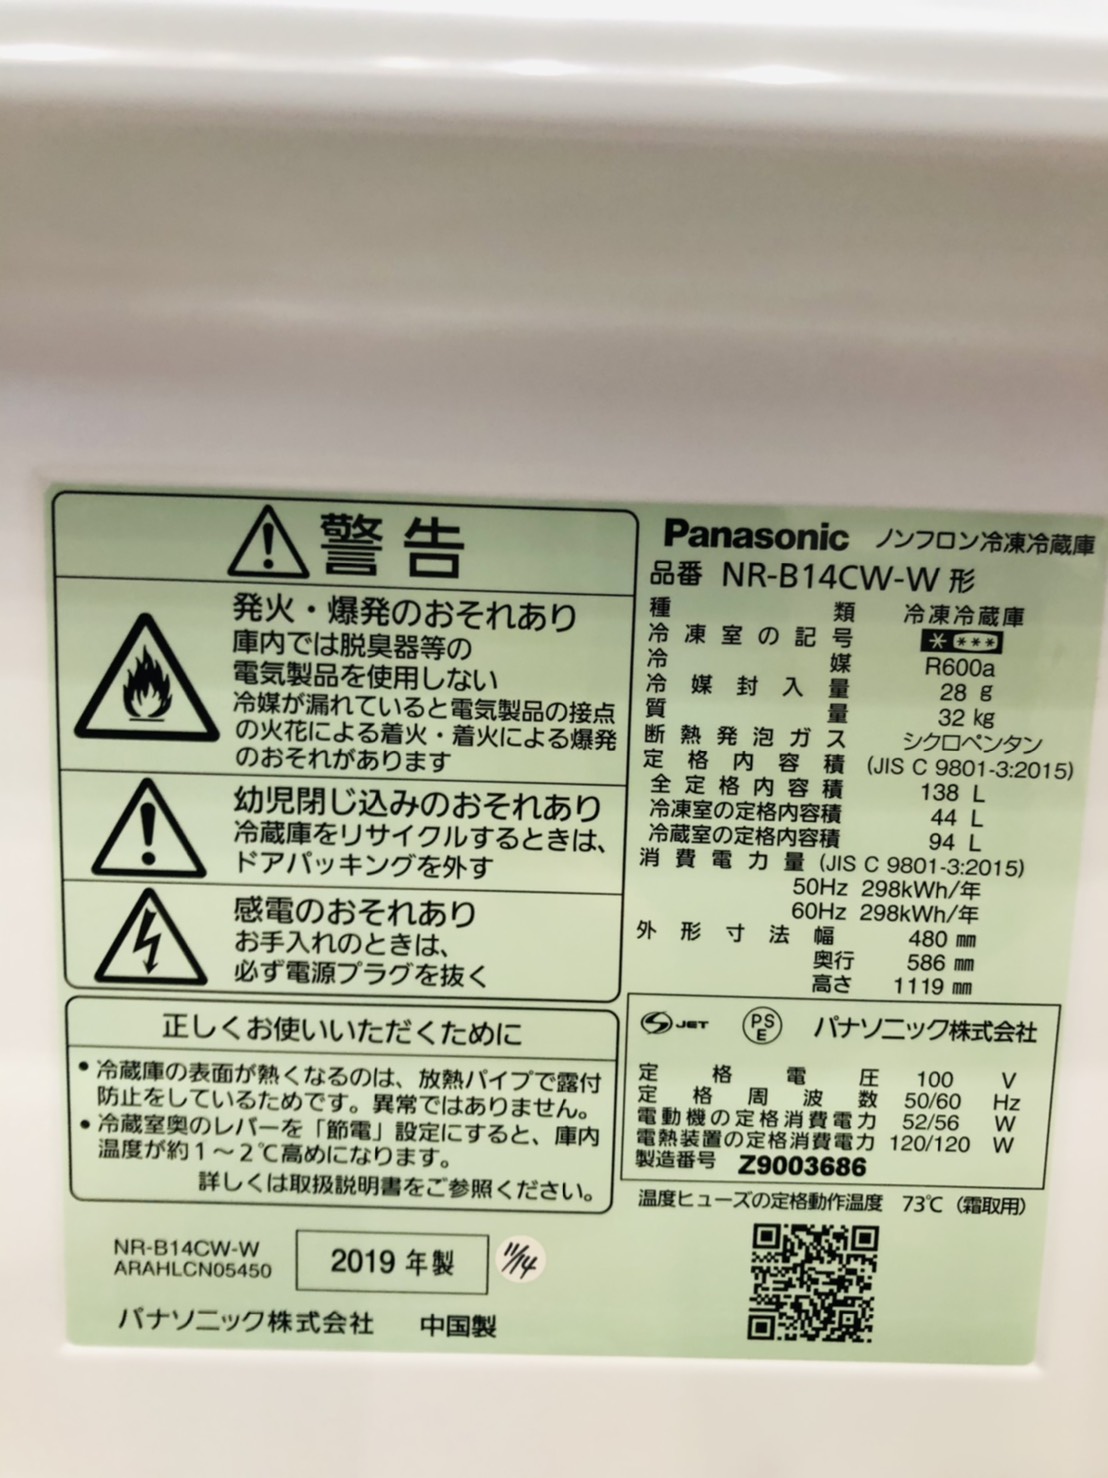 警告
発火・爆発のおそれあり
庫内では脱臭器等の
電気製品を使用しない
冷媒が漏れていると電気製品の接点
の火花による着火・着火による爆発
のおそれがあります
幼児閉じ込みのおそれあり
冷蔵庫をリサイクルするときは、
ドアパッキングを外す
感電のおそれあり
お手入れのときは、
必ず電源プラグを抜く
正しくお使いいただくために
• 冷蔵庫の表面が熱くなるのは、放熱パイプで露付
防止をしているためです。異常ではありません。
• 冷蔵室奥のレバーを「節電」設定にすると、庫内
温度が約1～2℃高めになります。
詳しくは取扱説明書をご参照ください。
NR-B14CW-W
ARAHLCN05450
2019 年製
11/14
パナソニック株式会社 中国製
Panasonic ノンフロン冷凍冷蔵庫
品番 NR-B14CW-W 形
種類 冷凍冷蔵庫
冷凍室の記号 * ***
冷媒 R600a
冷媒封入量 28 g
質量 32 kg
断熱発泡ガス シクロペンタン
定格内容積 (JIS C 9801-3:2015)
全定格内容積 138 L
冷凍室の定格内容積 44 L
冷蔵室の定格内容積 94 L
消費電力量 (JIS C 9801-3:2015)
50Hz 298kWh/年
60Hz 298kWh/年
外形寸法 幅 480 mm
奥行 586 mm
高さ 1119 mm
S JET PSE パナソニック株式会社
定格電圧 100 V
定格周波数 50/60 Hz
電動機の定格消費電力 52/56 W
電熱装置の定格消費電力 120/120 W
製造番号 Z9003686
温度ヒューズの定格動作温度 73℃（霜取用）